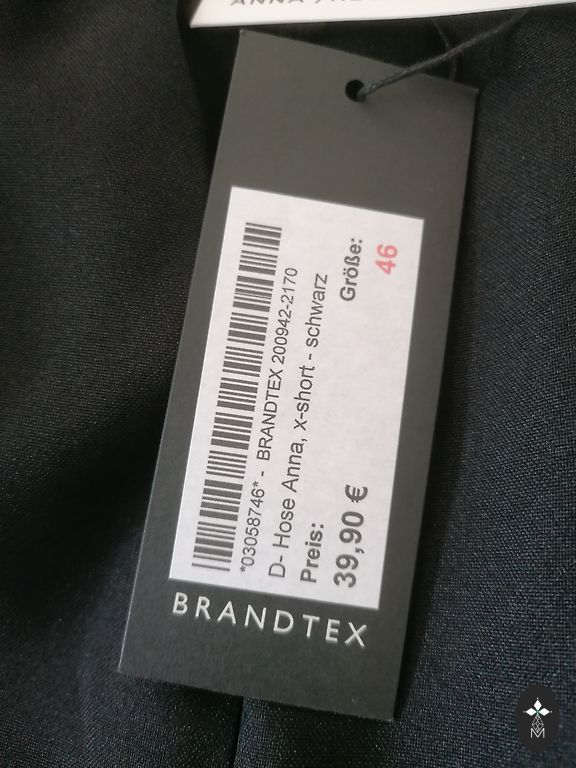 *03058746* - BRANDTEX 200942-2170
D- Hose Anna, x-short - schwarz
Preis:
Größe:
39,90 €
46
BRANDTEX